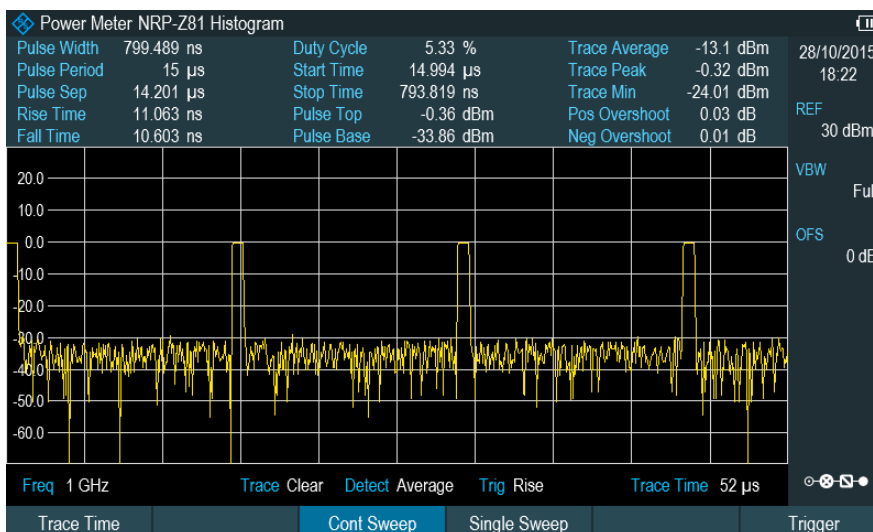 Power Meter NRP-Z81 Histogram
Pulse Width 799.489 ns Duty Cycle 5.33 % Trace Average -13.1 dBm
Pulse Period 15 µs Start Time 14.994 µs Trace Peak -0.32 dBm
Pulse Sep 14.201 µs Stop Time 793.819 ns Trace Min -24.01 dBm
Rise Time 11.063 ns Pulse Top -0.36 dBm Pos Overshoot 0.03 dB
Fall Time 10.603 ns Pulse Base -33.86 dBm Neg Overshoot 0.01 dB
28/10/2015
18:22
REF
30 dBm
VBW
Ful
OFS
0 dB
20.0
10.0
0.0
-10.0
-20.0
-30.0
-40.0
-50.0
-60.0
Freq 1 GHz Trace Clear Detect Average Trig Rise Trace Time 52 µs
Trace Time Cont Sweep Single Sweep Trigger